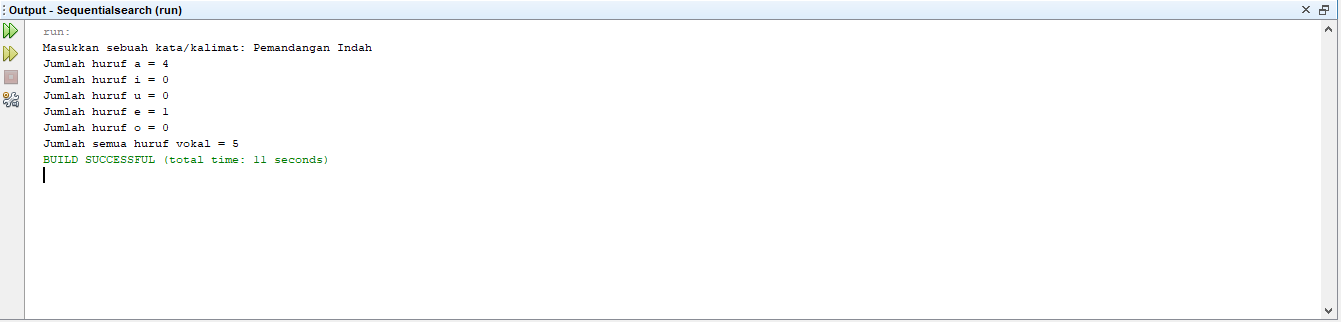 Output - Sequentialsearch (run)
run:
Masukkan sebuah kata/kalimat: Pemandangan Indah
Jumlah huruf a = 4
Jumlah huruf i = 0
Jumlah huruf u = 0
Jumlah huruf e = 1
Jumlah huruf o = 0
Jumlah semua huruf vokal = 5
BUILD SUCCESSFUL (total time: 11 seconds)